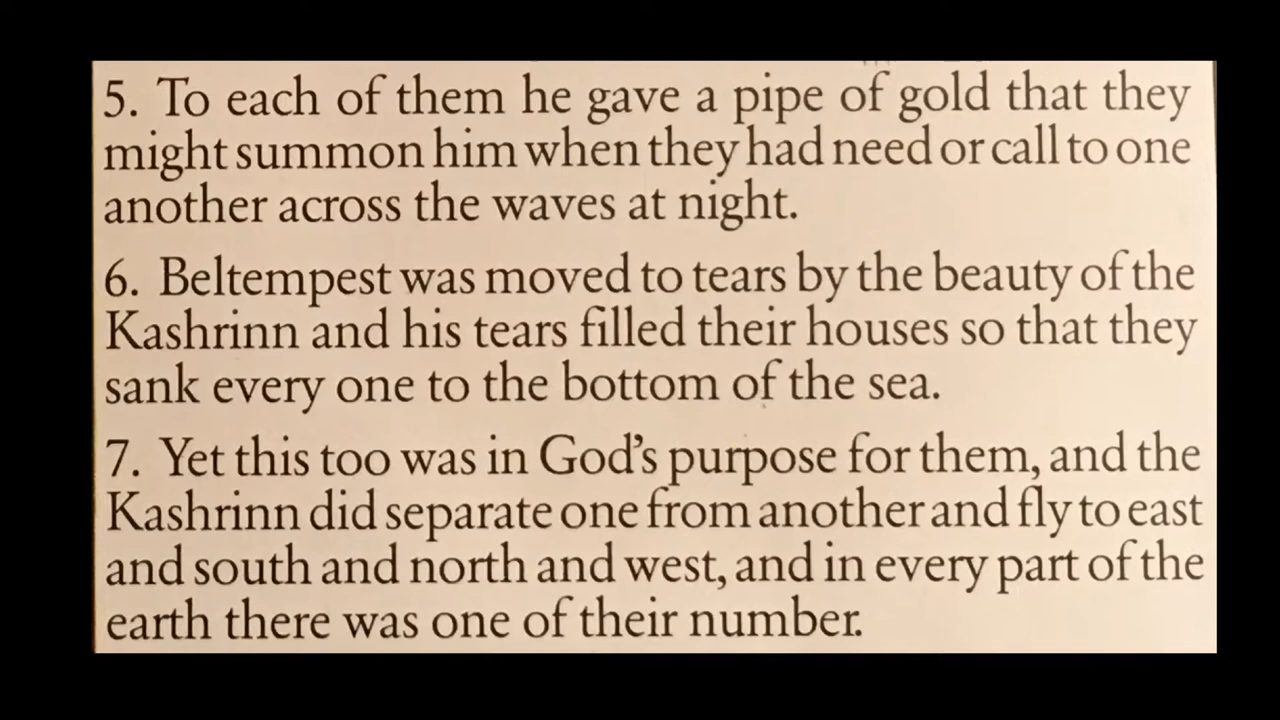 5. To each of them he gave a pipe of gold that they
might summon him when they had need or call to one
another across the waves at night.
6. Beltempest was moved to tears by the beauty of the
Kashrinn and his tears filled their houses so that they
sank every one to the bottom of the sea.
7. Yet this too was in God's purpose for them, and the
Kashrinn did separate one from another and fly to east
and south and north and west, and in every part of the
earth there was one of their number.